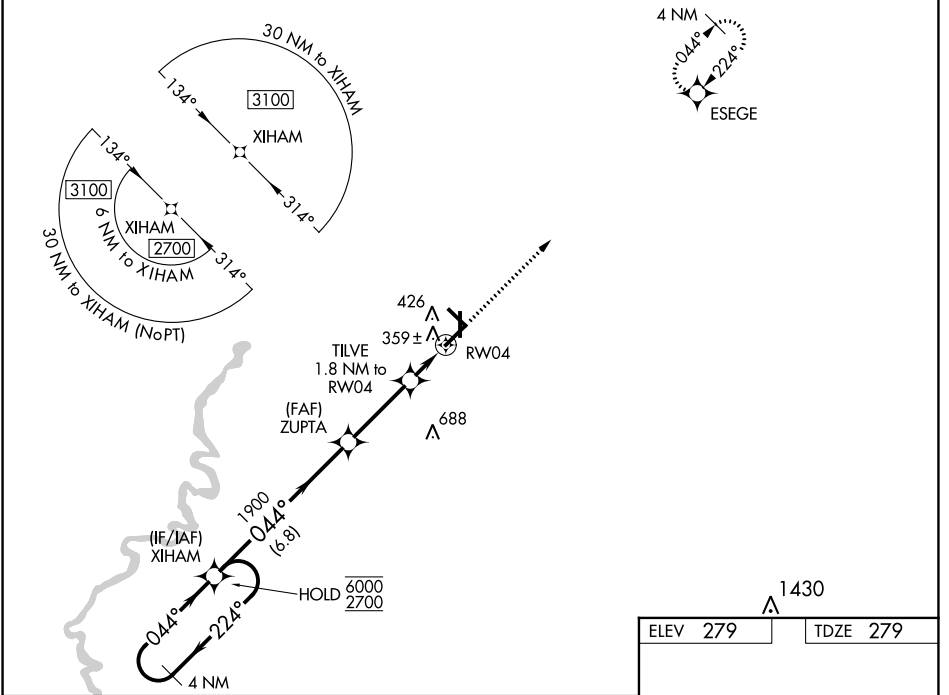 4 NM
044°
224°
ESEGE
30 NM to XIHAM
134°
3100
XIHAM
314°
134°
3100
XIHAM
2700
314°
6 NM to XIHAM
30 NM to XIHAM (NoPT)
426
359±
RW04
TILVE
1.8 NM to
RW04
(FAF)
ZUPTA
688
1900
044°
(6.8)
(IF/IAF)
XIHAM
HOLD 6000
2700
044°
224°
4 NM
1430
ELEV 279
TDZE 279